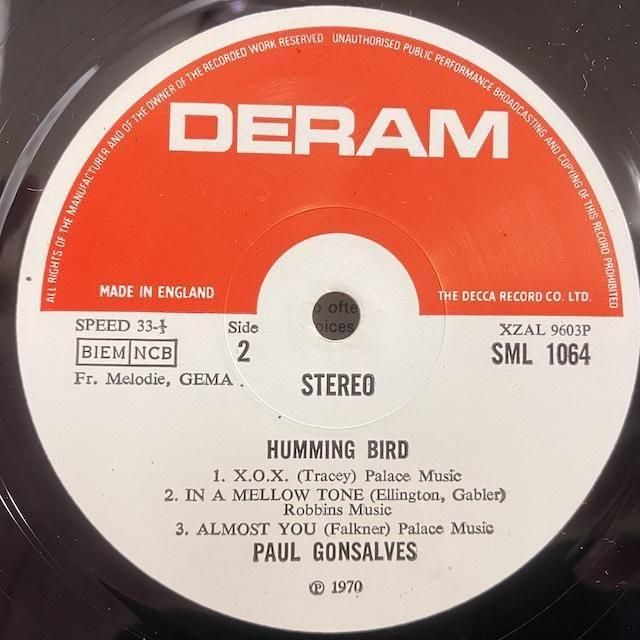 ALL RIGHTS OF THE MANUFACTURER AND OF THE OWNER OF THE RECORDED WORK RESERVED UNAUTHORISED PUBLIC PERFORMANCE BROADCASTING AND COPYING OF THIS RECORD PROHIBITED
DERAM
MADE IN ENGLAND
THE DECCA RECORD CO. LTD.
SPEED 33-⅓
Side
2
XZAL 9603P
BIEM NCB
SML 1064
Fr. Melodie, GEMA.
STEREO
HUMMING BIRD
1. X.O.X. (Tracey) Palace Music
2. IN A MELLOW TONE (Ellington, Gabler)
Robbins Music
3. ALMOST YOU (Falkner) Palace Music
PAUL GONSALVES
℗ 1970